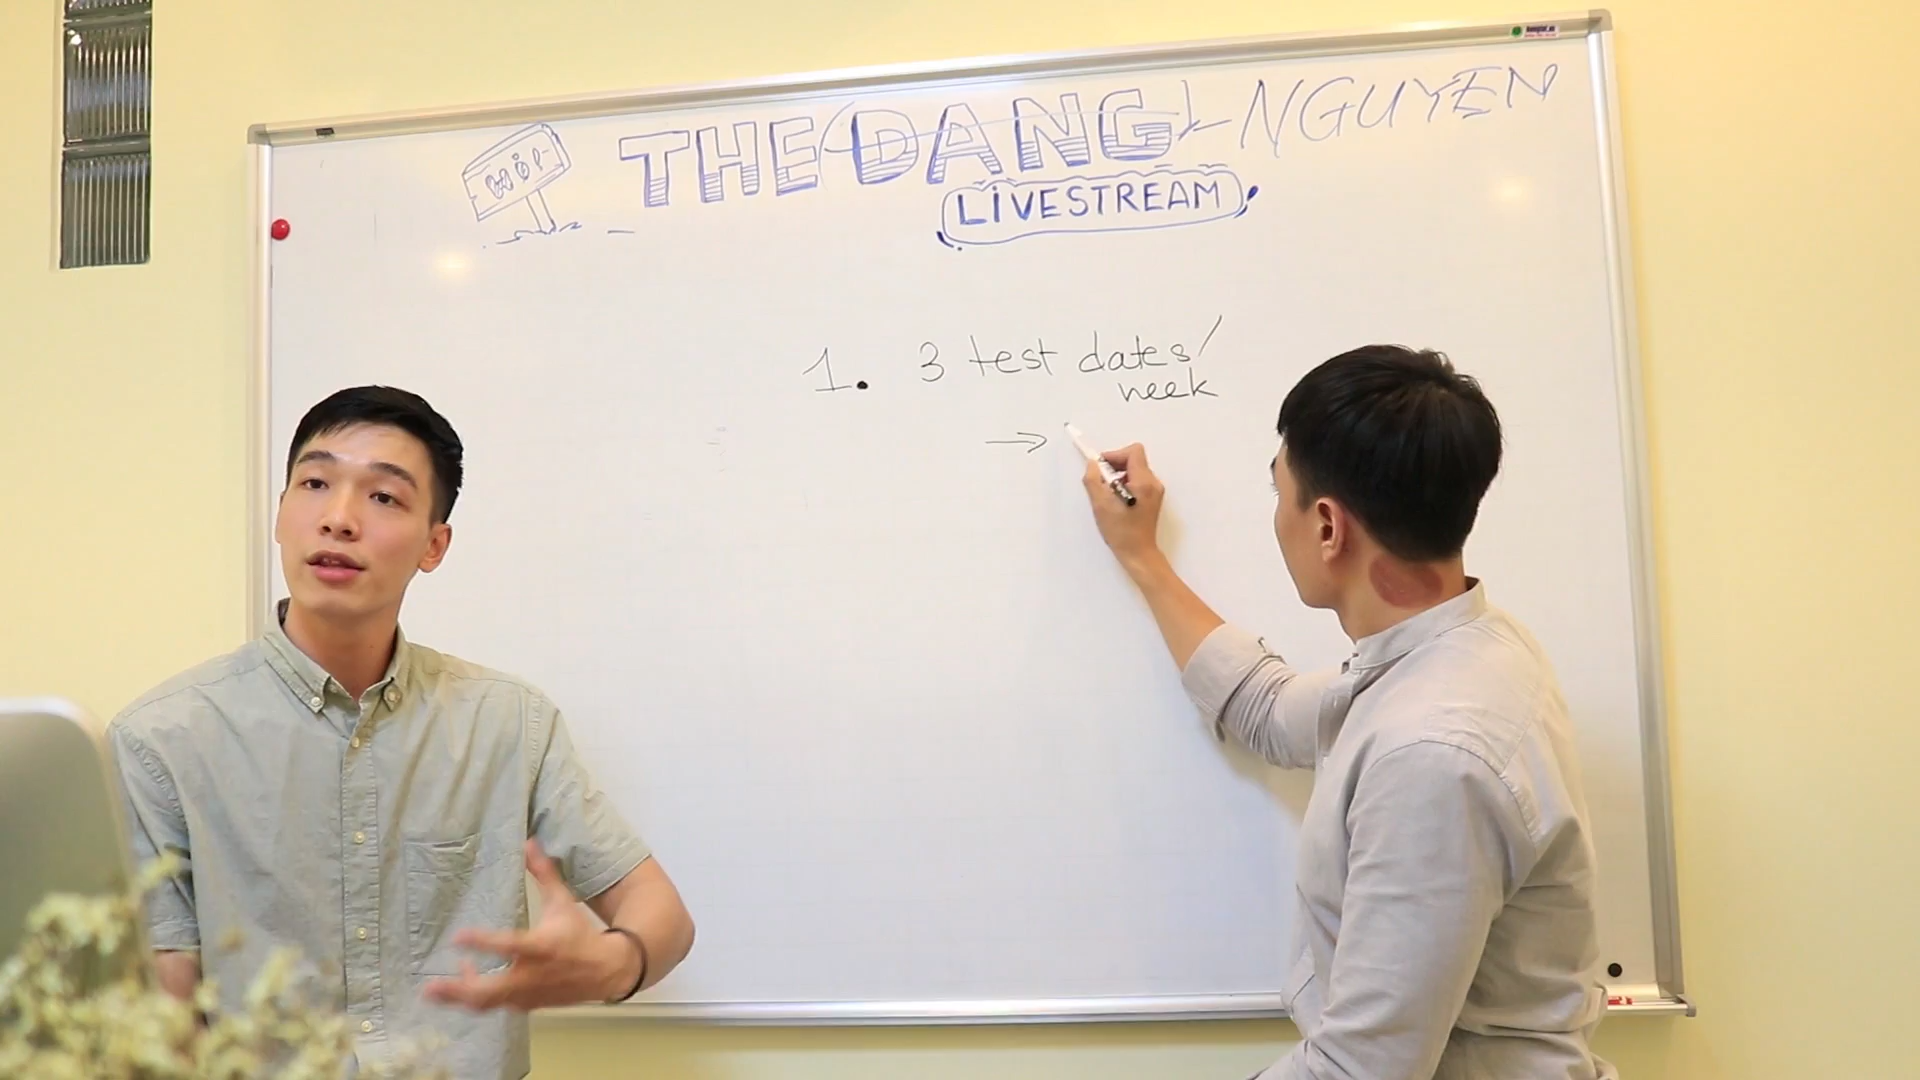 THE DANG - NGUYEN
LIVESTREAM
1. 3 test dates/
week
→